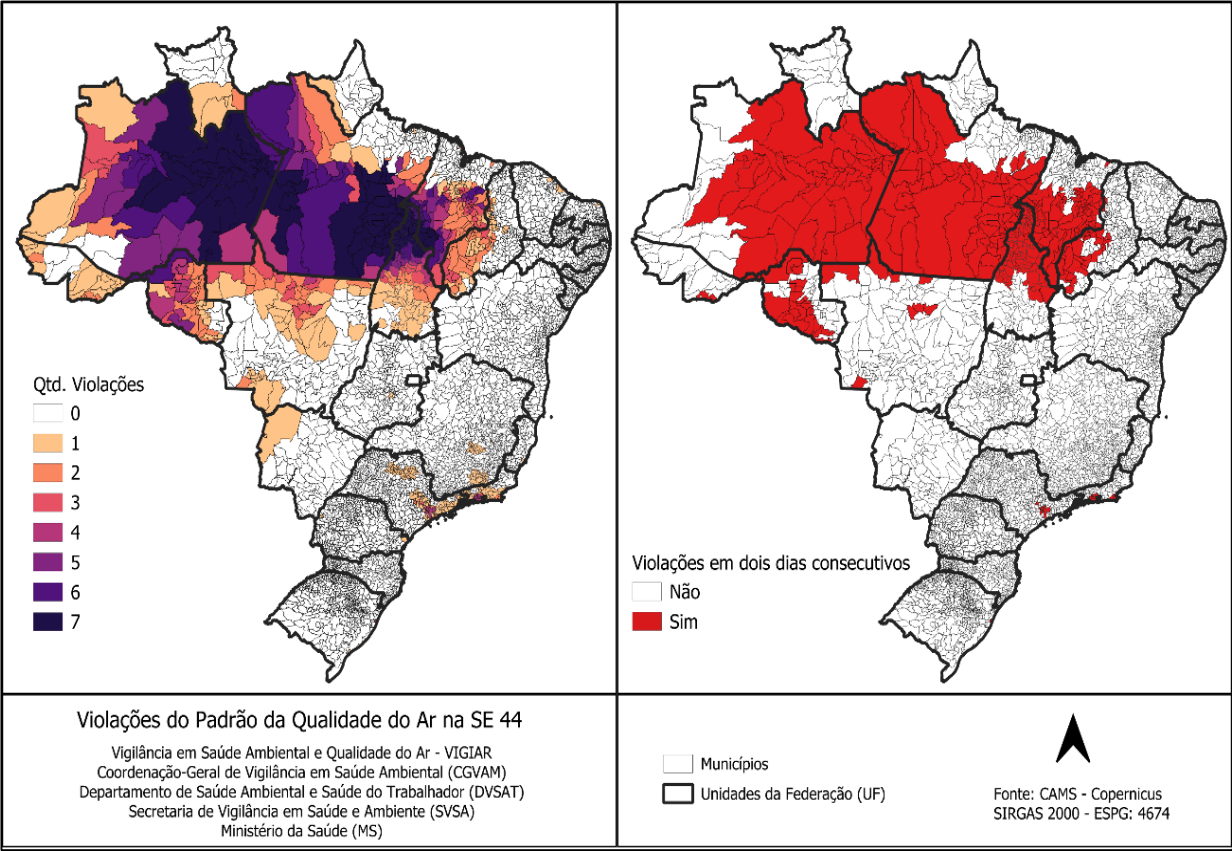 Qtd. Violações
0
1
2
3
4
5
6
7
Violações em dois dias consecutivos
Não
Sim
Violações do Padrão da Qualidade do Ar na SE 44
Vigilância em Saúde Ambiental e Qualidade do Ar - VIGIAR
Coordenação-Geral de Vigilância em Saúde Ambiental (CGVAM)
Departamento de Saúde Ambiental e Saúde do Trabalhador (DVSAT)
Secretaria de Vigilância em Saúde e Ambiente (SVSA)
Ministério da Saúde (MS)
Municípios
Unidades da Federação (UF)
Fonte: CAMS - Copernicus
SIRGAS 2000 - ESPG: 4674